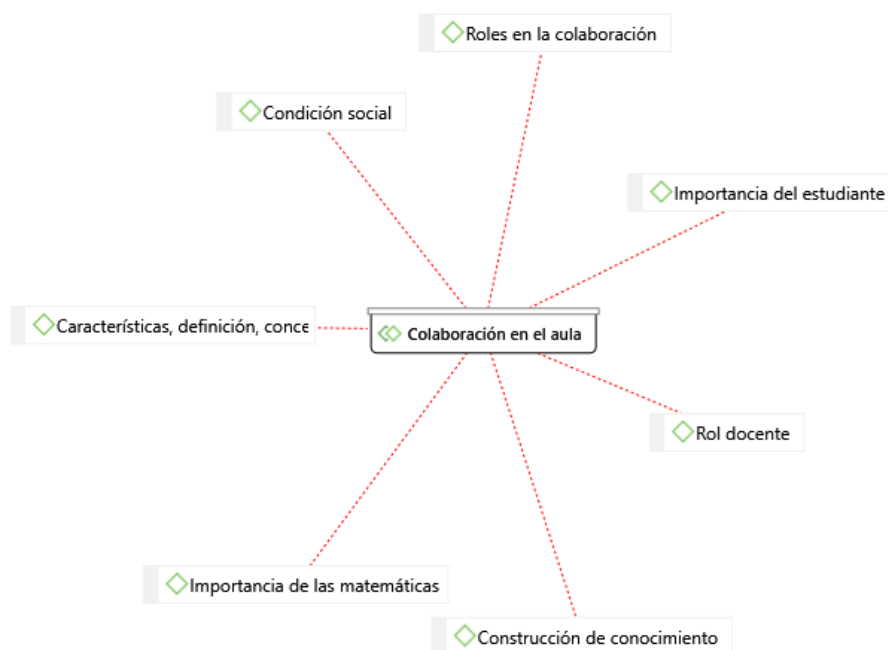 Roles en la colaboración
Condición social
Importancia del estudiante
Características, definición, conce
Colaboración en el aula
Rol docente
Importancia de las matemáticas
Construcción de conocimiento